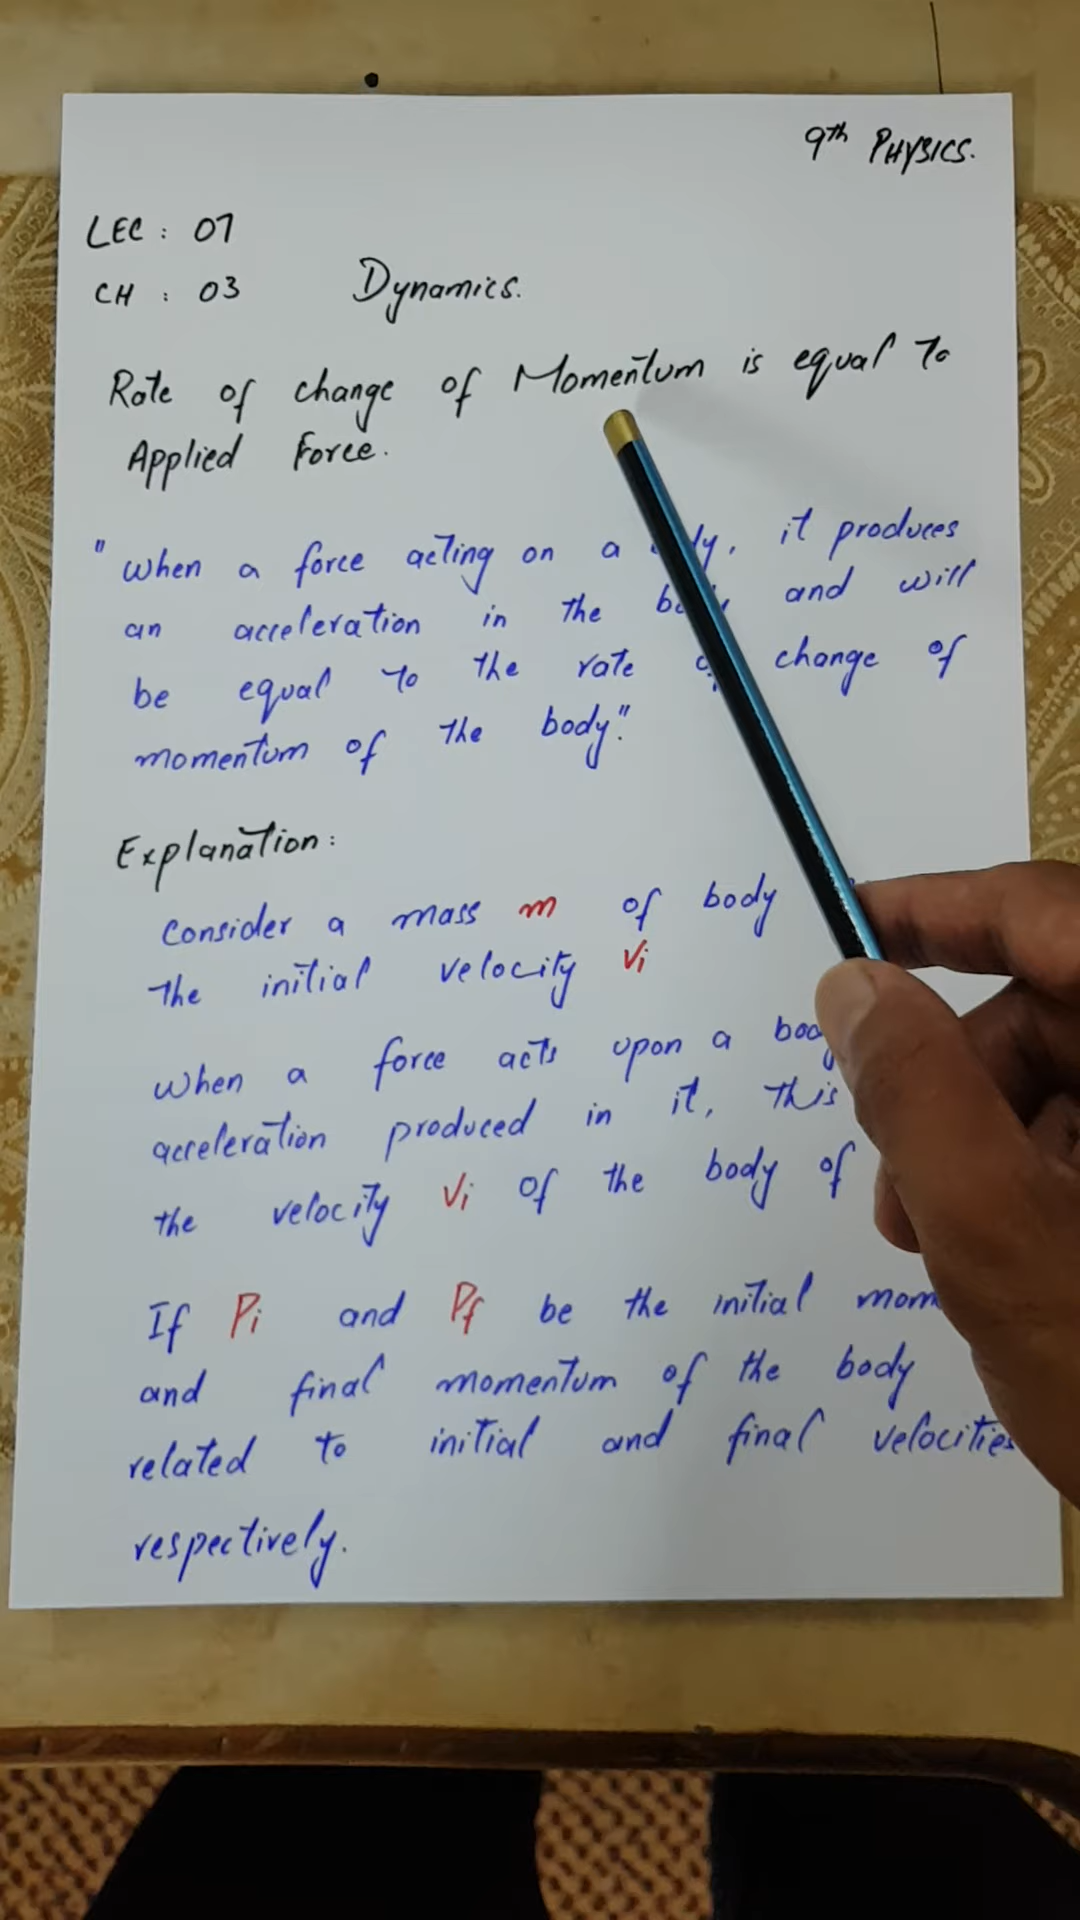 9th PHYSICS.
LEC : 07
CH : 03 Dynamics.
Rate of change of Momentum is equal to
Applied Force.
"when a force acting on a , it produces
an acceleration in the and will
be equal to the rate change of
momentum of the body".
Explanation:
Consider a mass m of body
the initial velocity Vi
when a force acts upon a
acceleration produced in it, This
the velocity Vi of the body of
If Pi and Pf be the initial
and final momentum of the body
related to initial and final velocities
respectively.